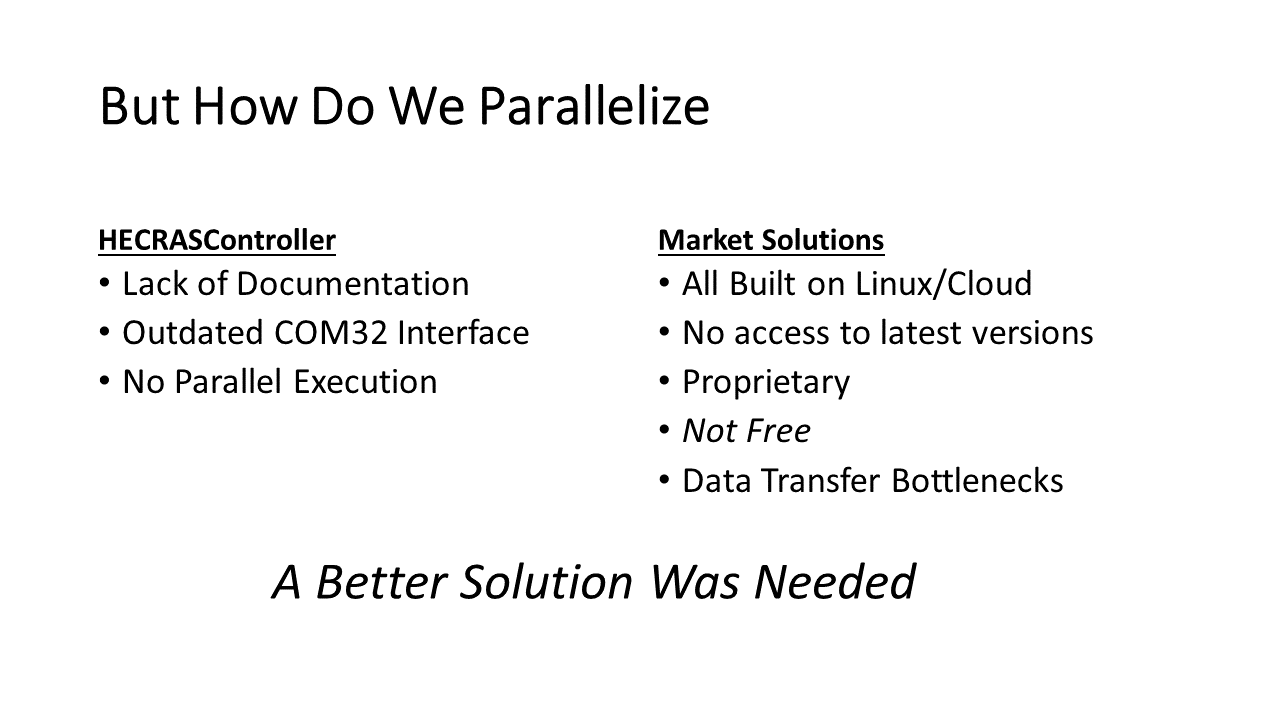 But How Do We Parallelize
HECRASController
• Lack of Documentation
• Outdated COM32 Interface
• No Parallel Execution
Market Solutions
• All Built on Linux/Cloud
• No access to latest versions
• Proprietary
• Not Free
• Data Transfer Bottlenecks
A Better Solution Was Needed